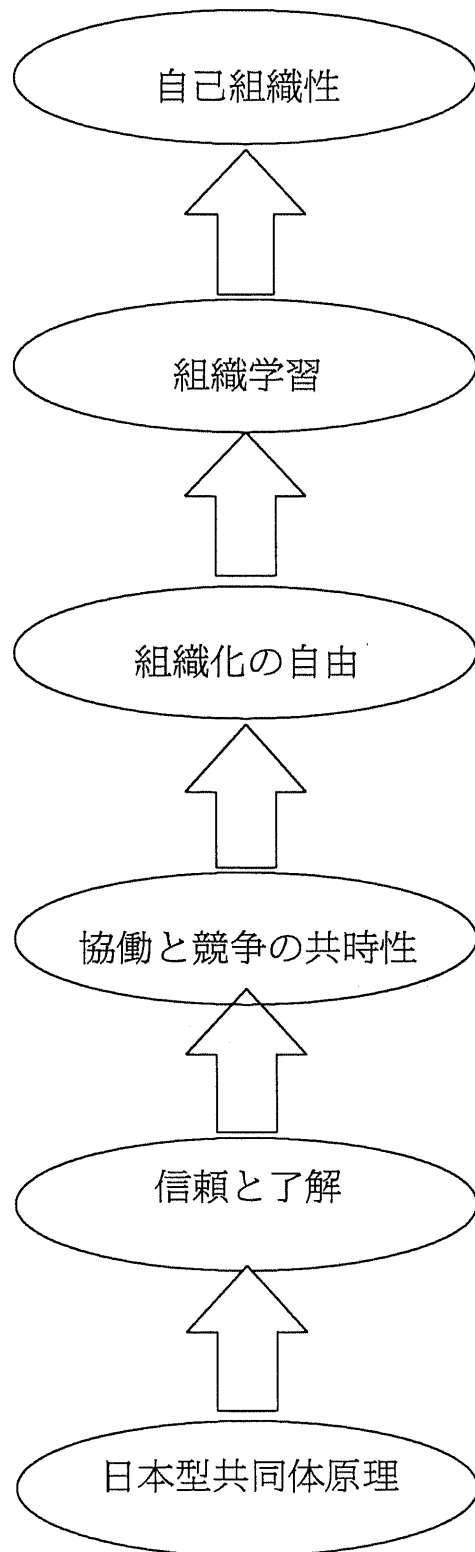 自己組織性
組織学習
組織化の自由
協働と競争の共時性
信頼と了解
日本型共同体原理